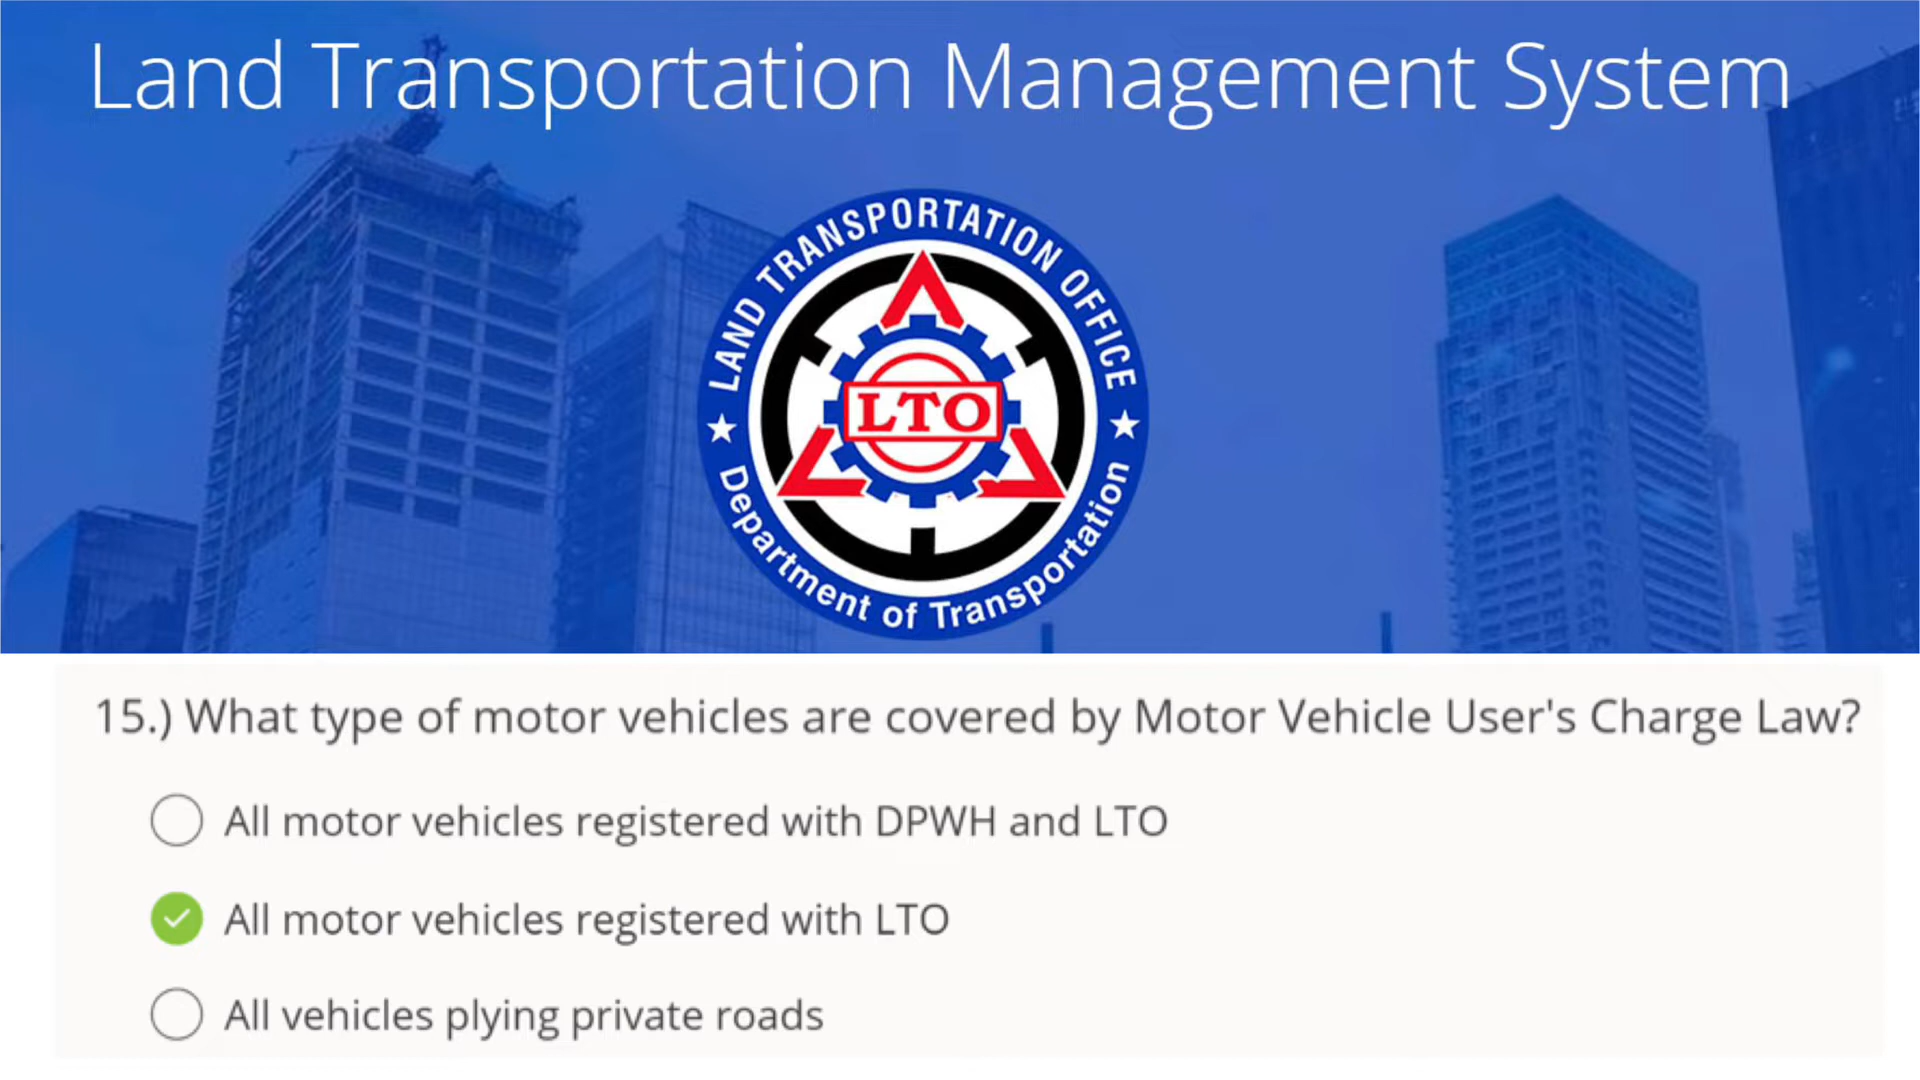 Land Transportation Management System
LAND TRANSPORTATION OFFICE
LTO
Department of Transportation
15.) What type of motor vehicles are covered by Motor Vehicle User's Charge Law?
All motor vehicles registered with DPWH and LTO
All motor vehicles registered with LTO
All vehicles plying private roads